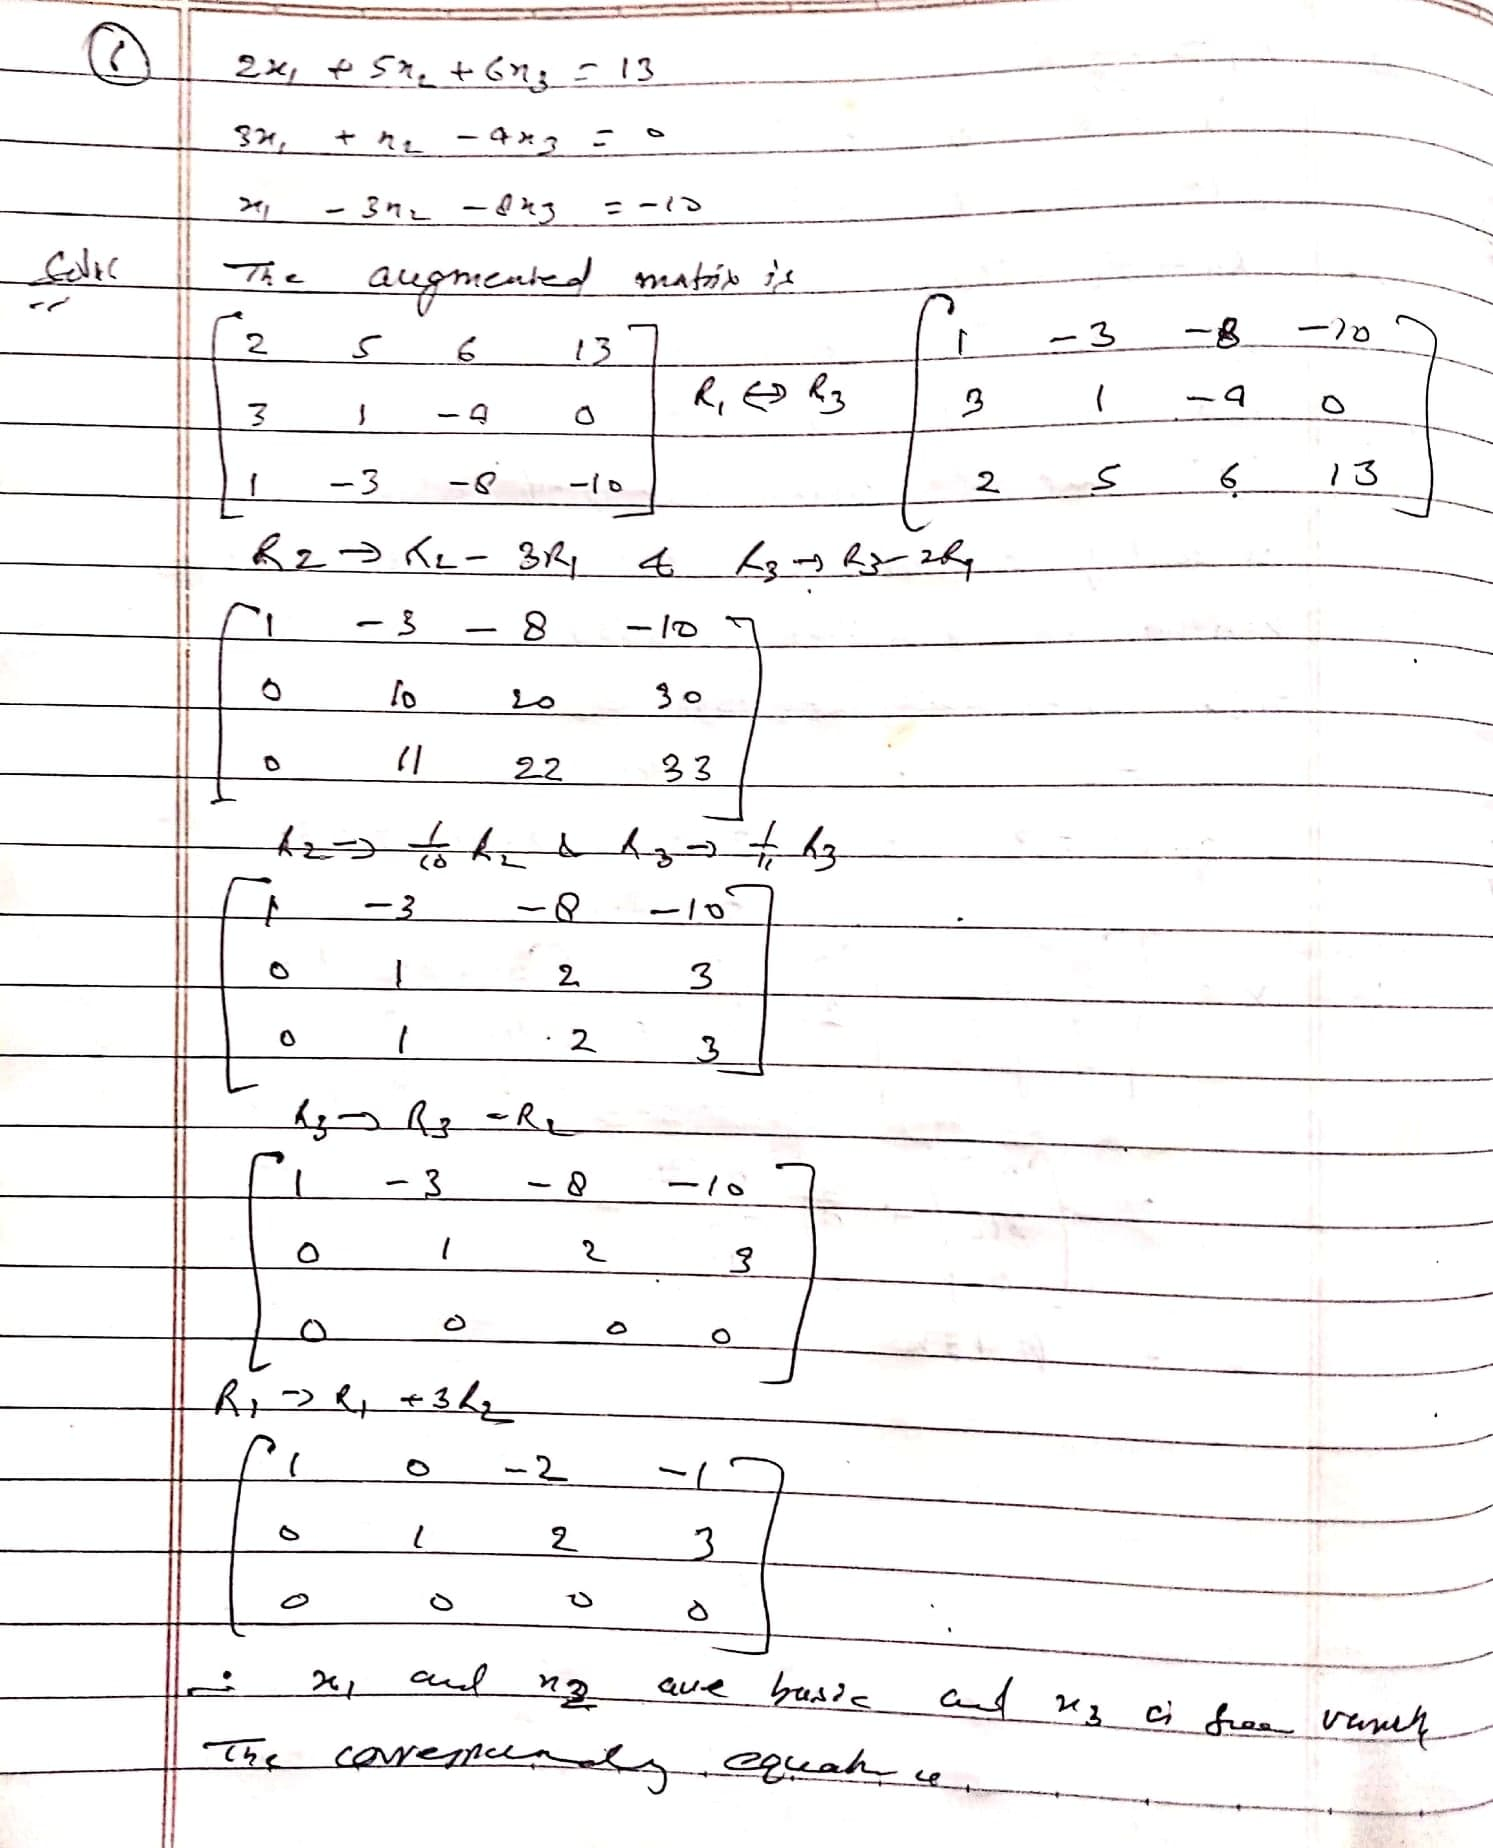 (1) 2x₁ + 5x₂ + 6x₃ = 13
3x₁ + x₂ - 4x₃ = 0
x₁ - 3x₂ - 8x₃ = -10
The augmented matrix is
[2 5 6 13] R₁ ⇔ R₃ [1 -3 -8 -10]
[3 1 -4 0] [3 1 -4 0]
[1 -3 -8 -10] [2 5 6 13]
R₂ → R₂ - 3R₁ & R₃ → R₃ - 2R₁
[1 -3 -8 -10]
[0 10 20 30]
[0 11 22 33]
R₂ → 1/10 R₂ & R₃ → 1/11 R₃
[1 -3 -8 -10]
[0 1 2 3]
[0 1 2 3]
R₃ → R₃ - R₂
[1 -3 -8 -10]
[0 1 2 3]
[0 0 0 0]
R₁ → R₁ + 3R₂
[1 0 -2 -1]
[0 1 2 3]
[0 0 0 0]
∴ x₁ and x₂ are basic and x₃ is free
The